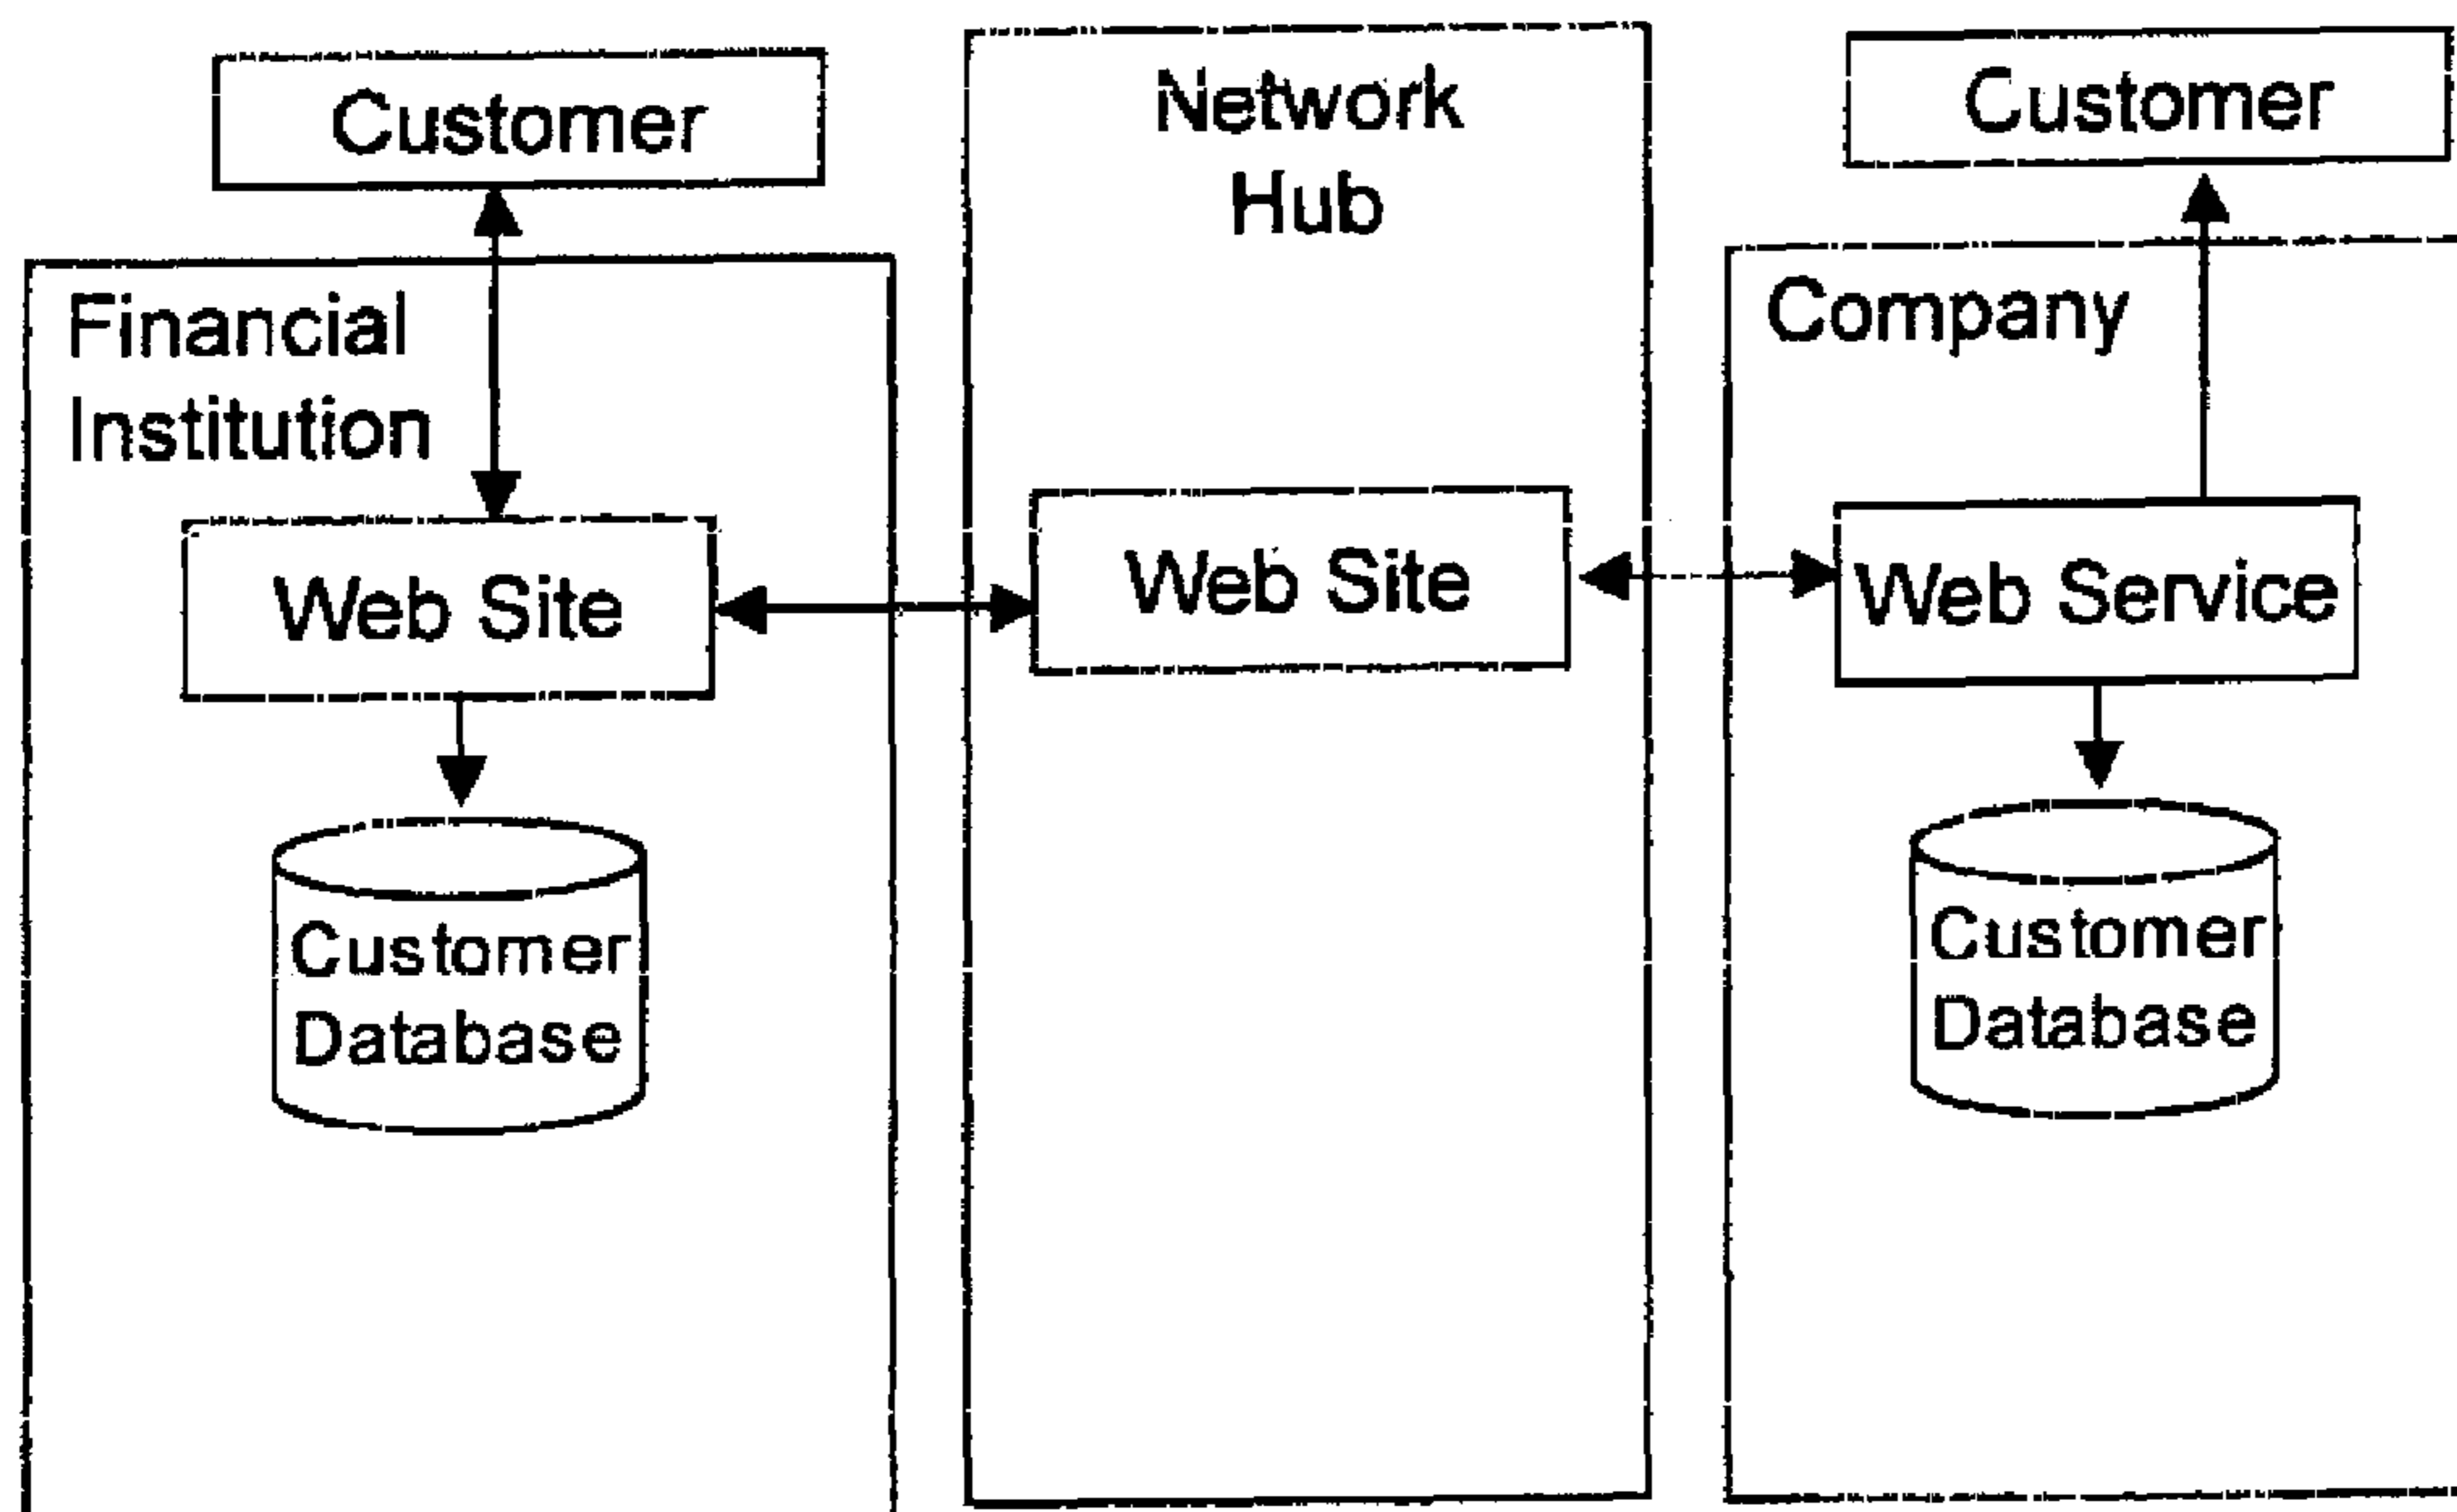 Customer
Financial
Institution
Web Site
Customer
Database
Network
Hub
Web Site
Customer
Company
Web Service
Customer
Database